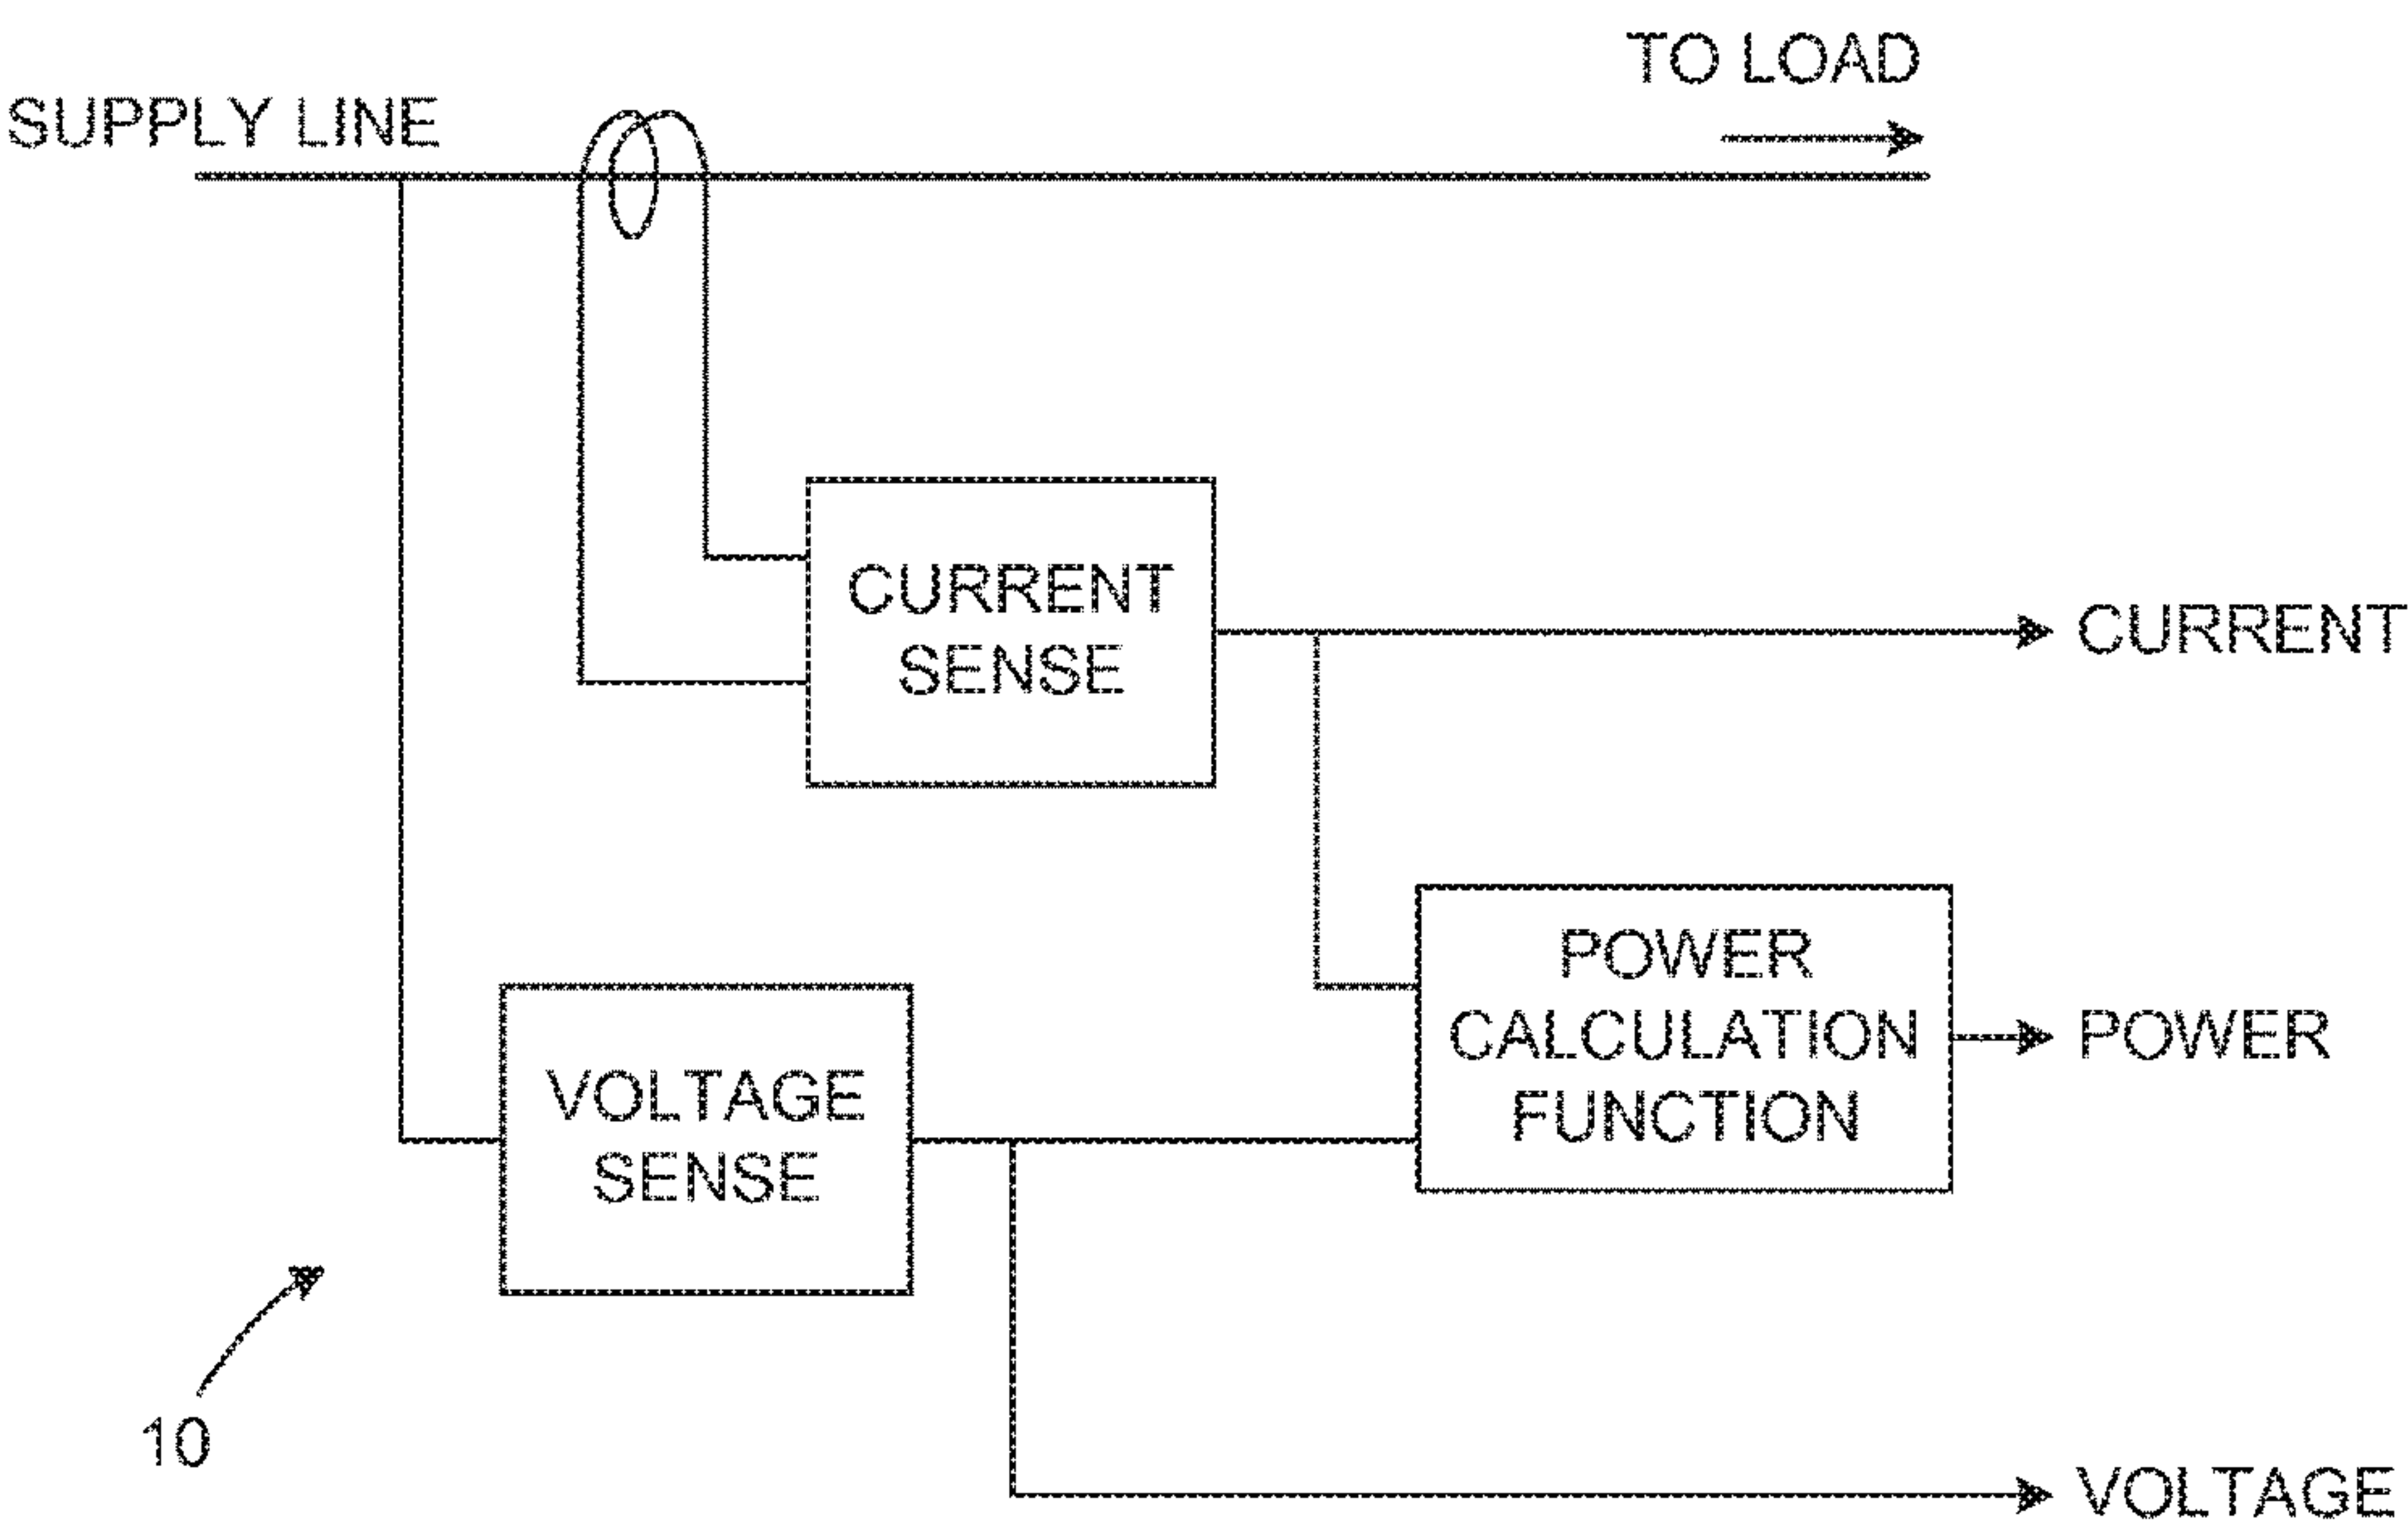 TO LOAD
SUPPLY LINE
CURRENT
SENSE
CURRENT
POWER
CALCULATION
FUNCTION
POWER
VOLTAGE
SENSE
10
VOLTAGE